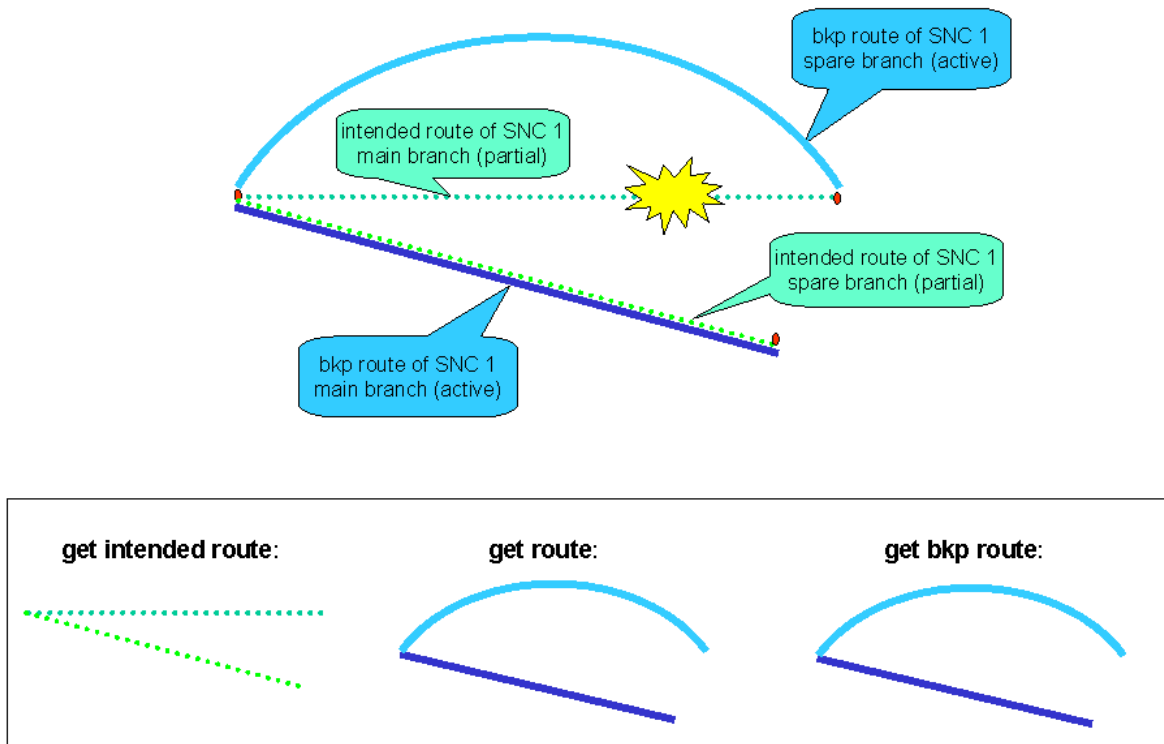 bkp route of SNC 1
spare branch (active)
intended route of SNC 1
main branch (partial)
intended route of SNC 1
spare branch (partial)
bkp route of SNC 1
main branch (active)
get intended route:
get route:
get bkp route: